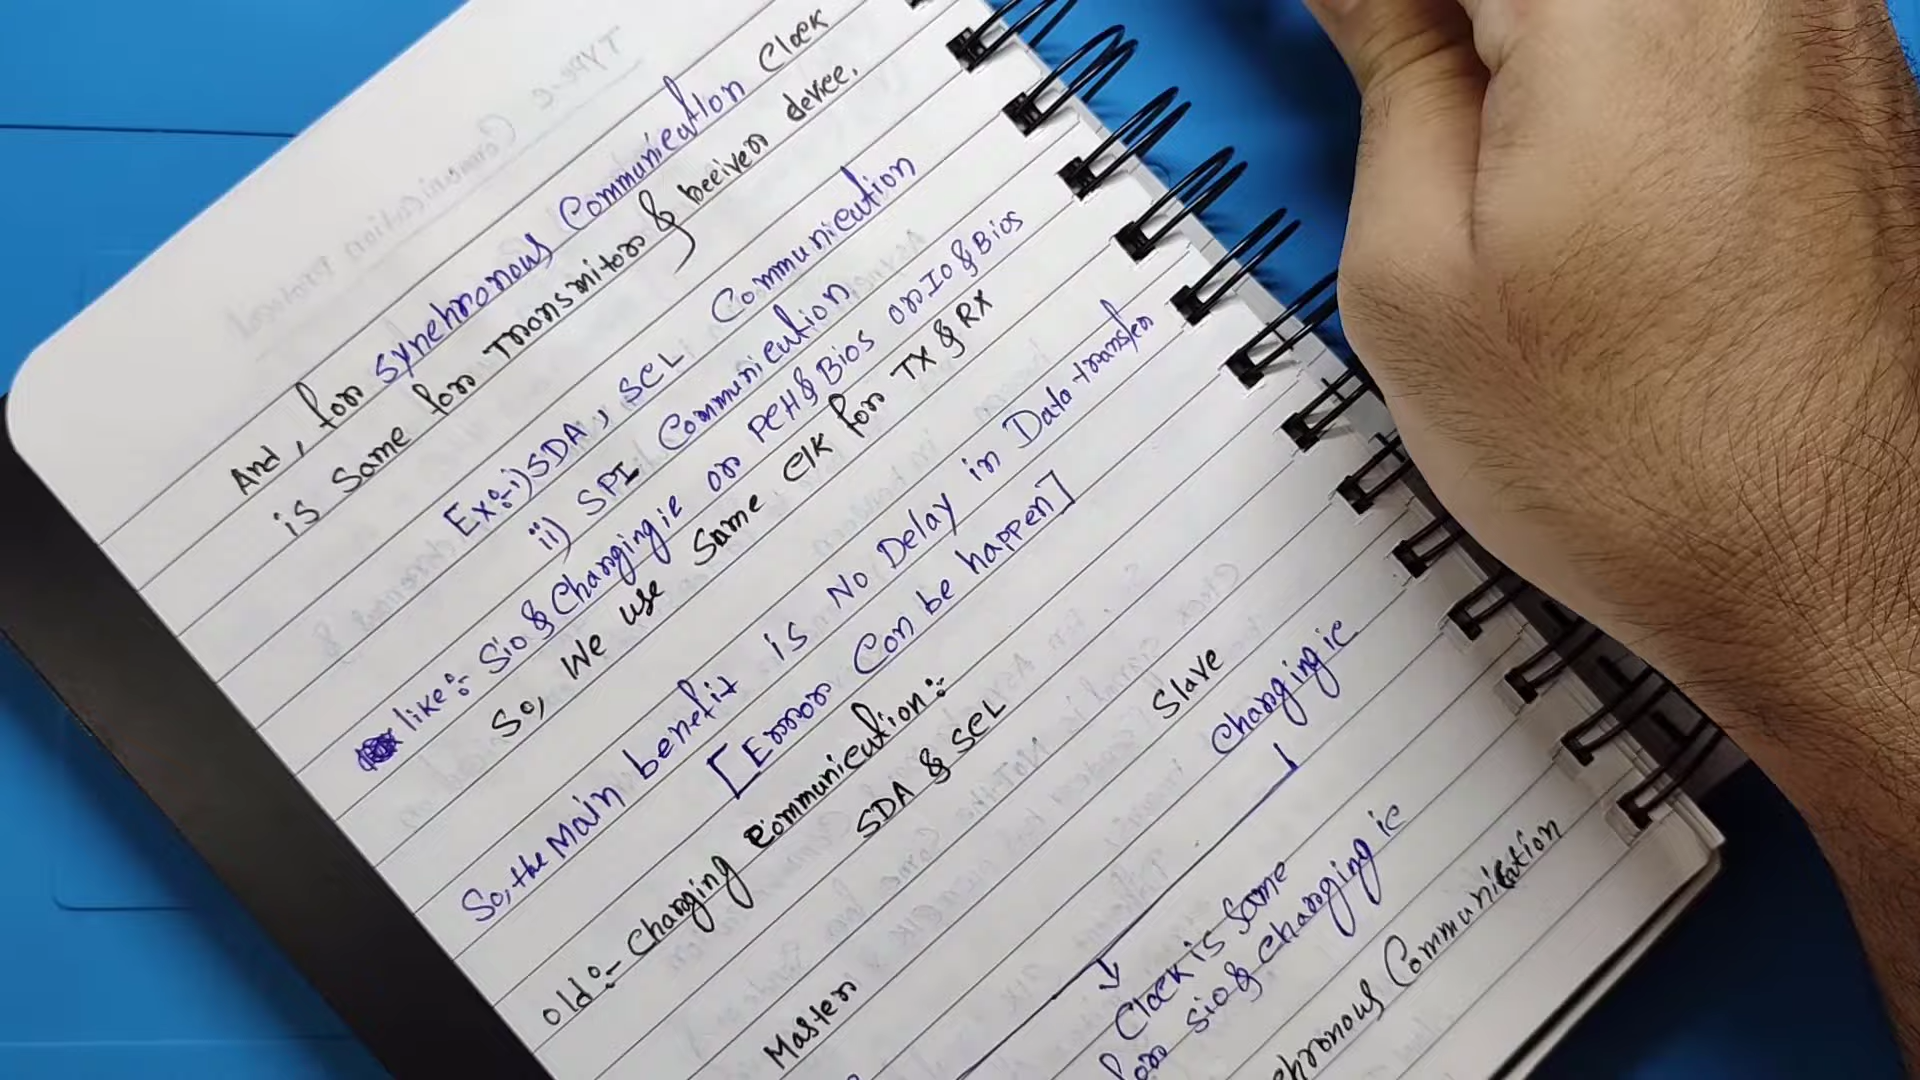 And, for synchronous Communication Clock
is Same for Transmitor & Receiver device.
Ex:- i) SDA, SCL Communication
ii) SPI Communication
like:- Sio & Charging ic or PCH & Bios or Io & Bios
So, We use Same Clk for TX & RX
So, the Main benefit is No Delay in Data transfer
[Error Can be happen]
Old:- Charging Communication:-
SDA & SCL
Master Slave
Charging ic
Clock is Same
for Sio & Charging ic
Communication